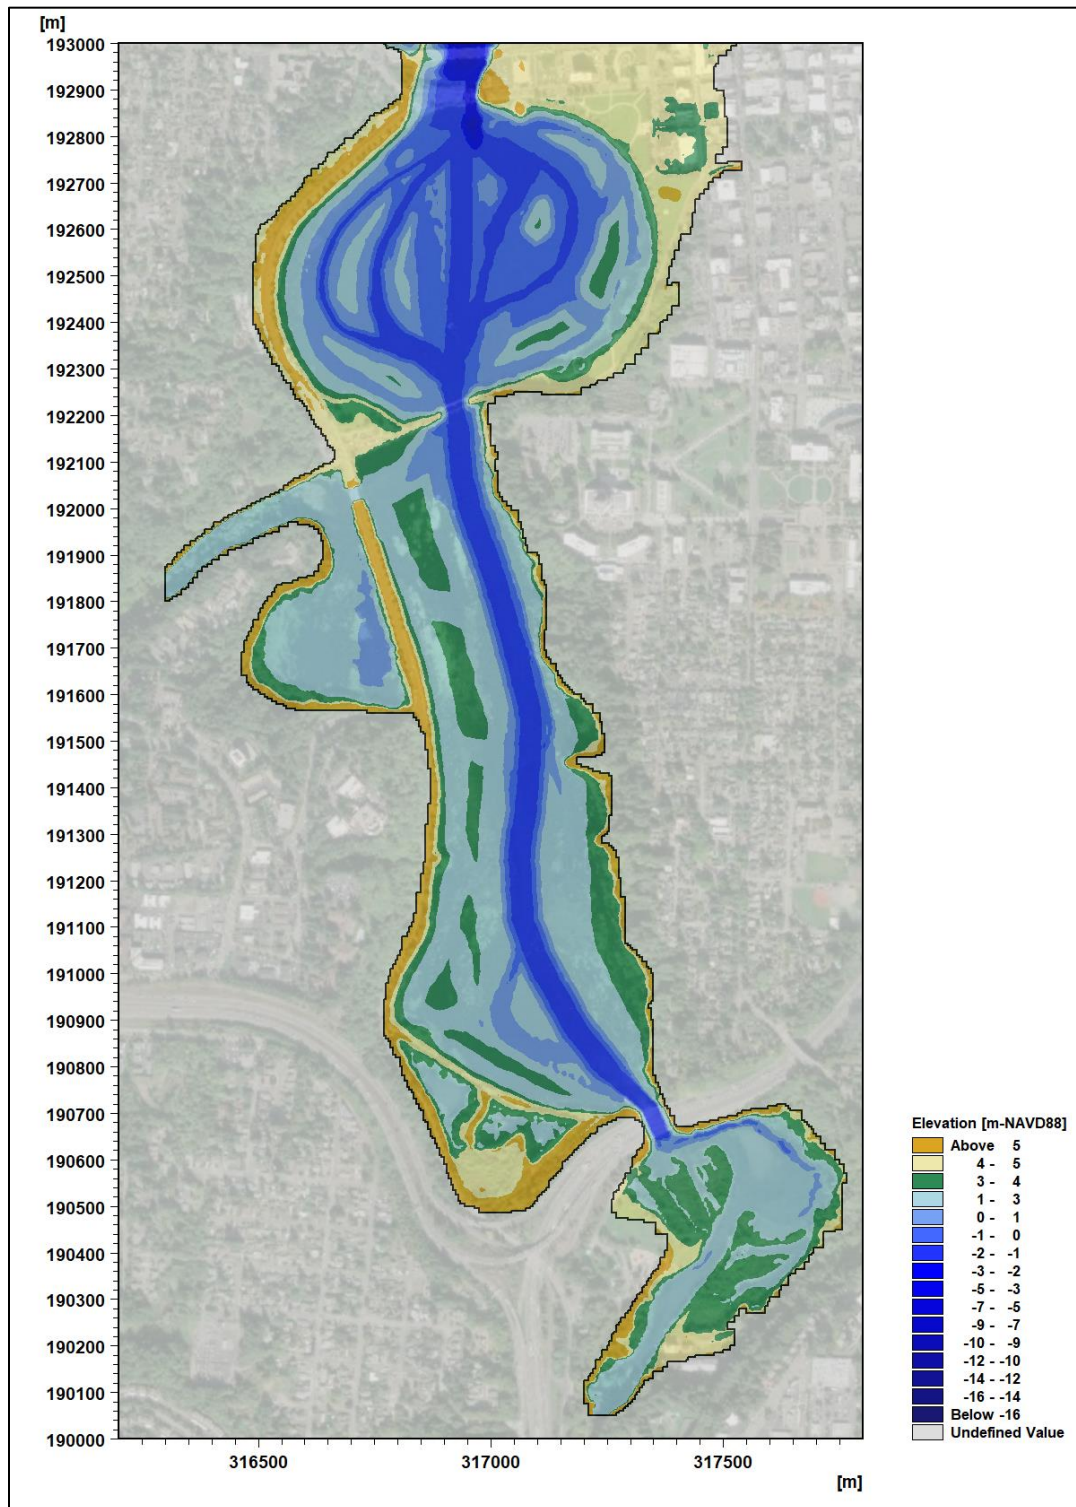 [m]
193000
192900
192800
192700
192600
192500
192400
192300
192200
192100
192000
191900
191800
191700
191600
191500
191400
191300
191200
191100
191000
190900
190800
190700
190600
190500
190400
190300
190200
190100
190000
316500 317000 317500
[m]
Elevation [m-NAVD88]
Above 5
4 - 5
3 - 4
1 - 3
0 - 1
-1 - 0
-2 - -1
-3 - -2
-5 - -3
-7 - -5
-9 - -7
-10 - -9
-12 - -10
-14 - -12
-16 - -14
Below -16
Undefined Value